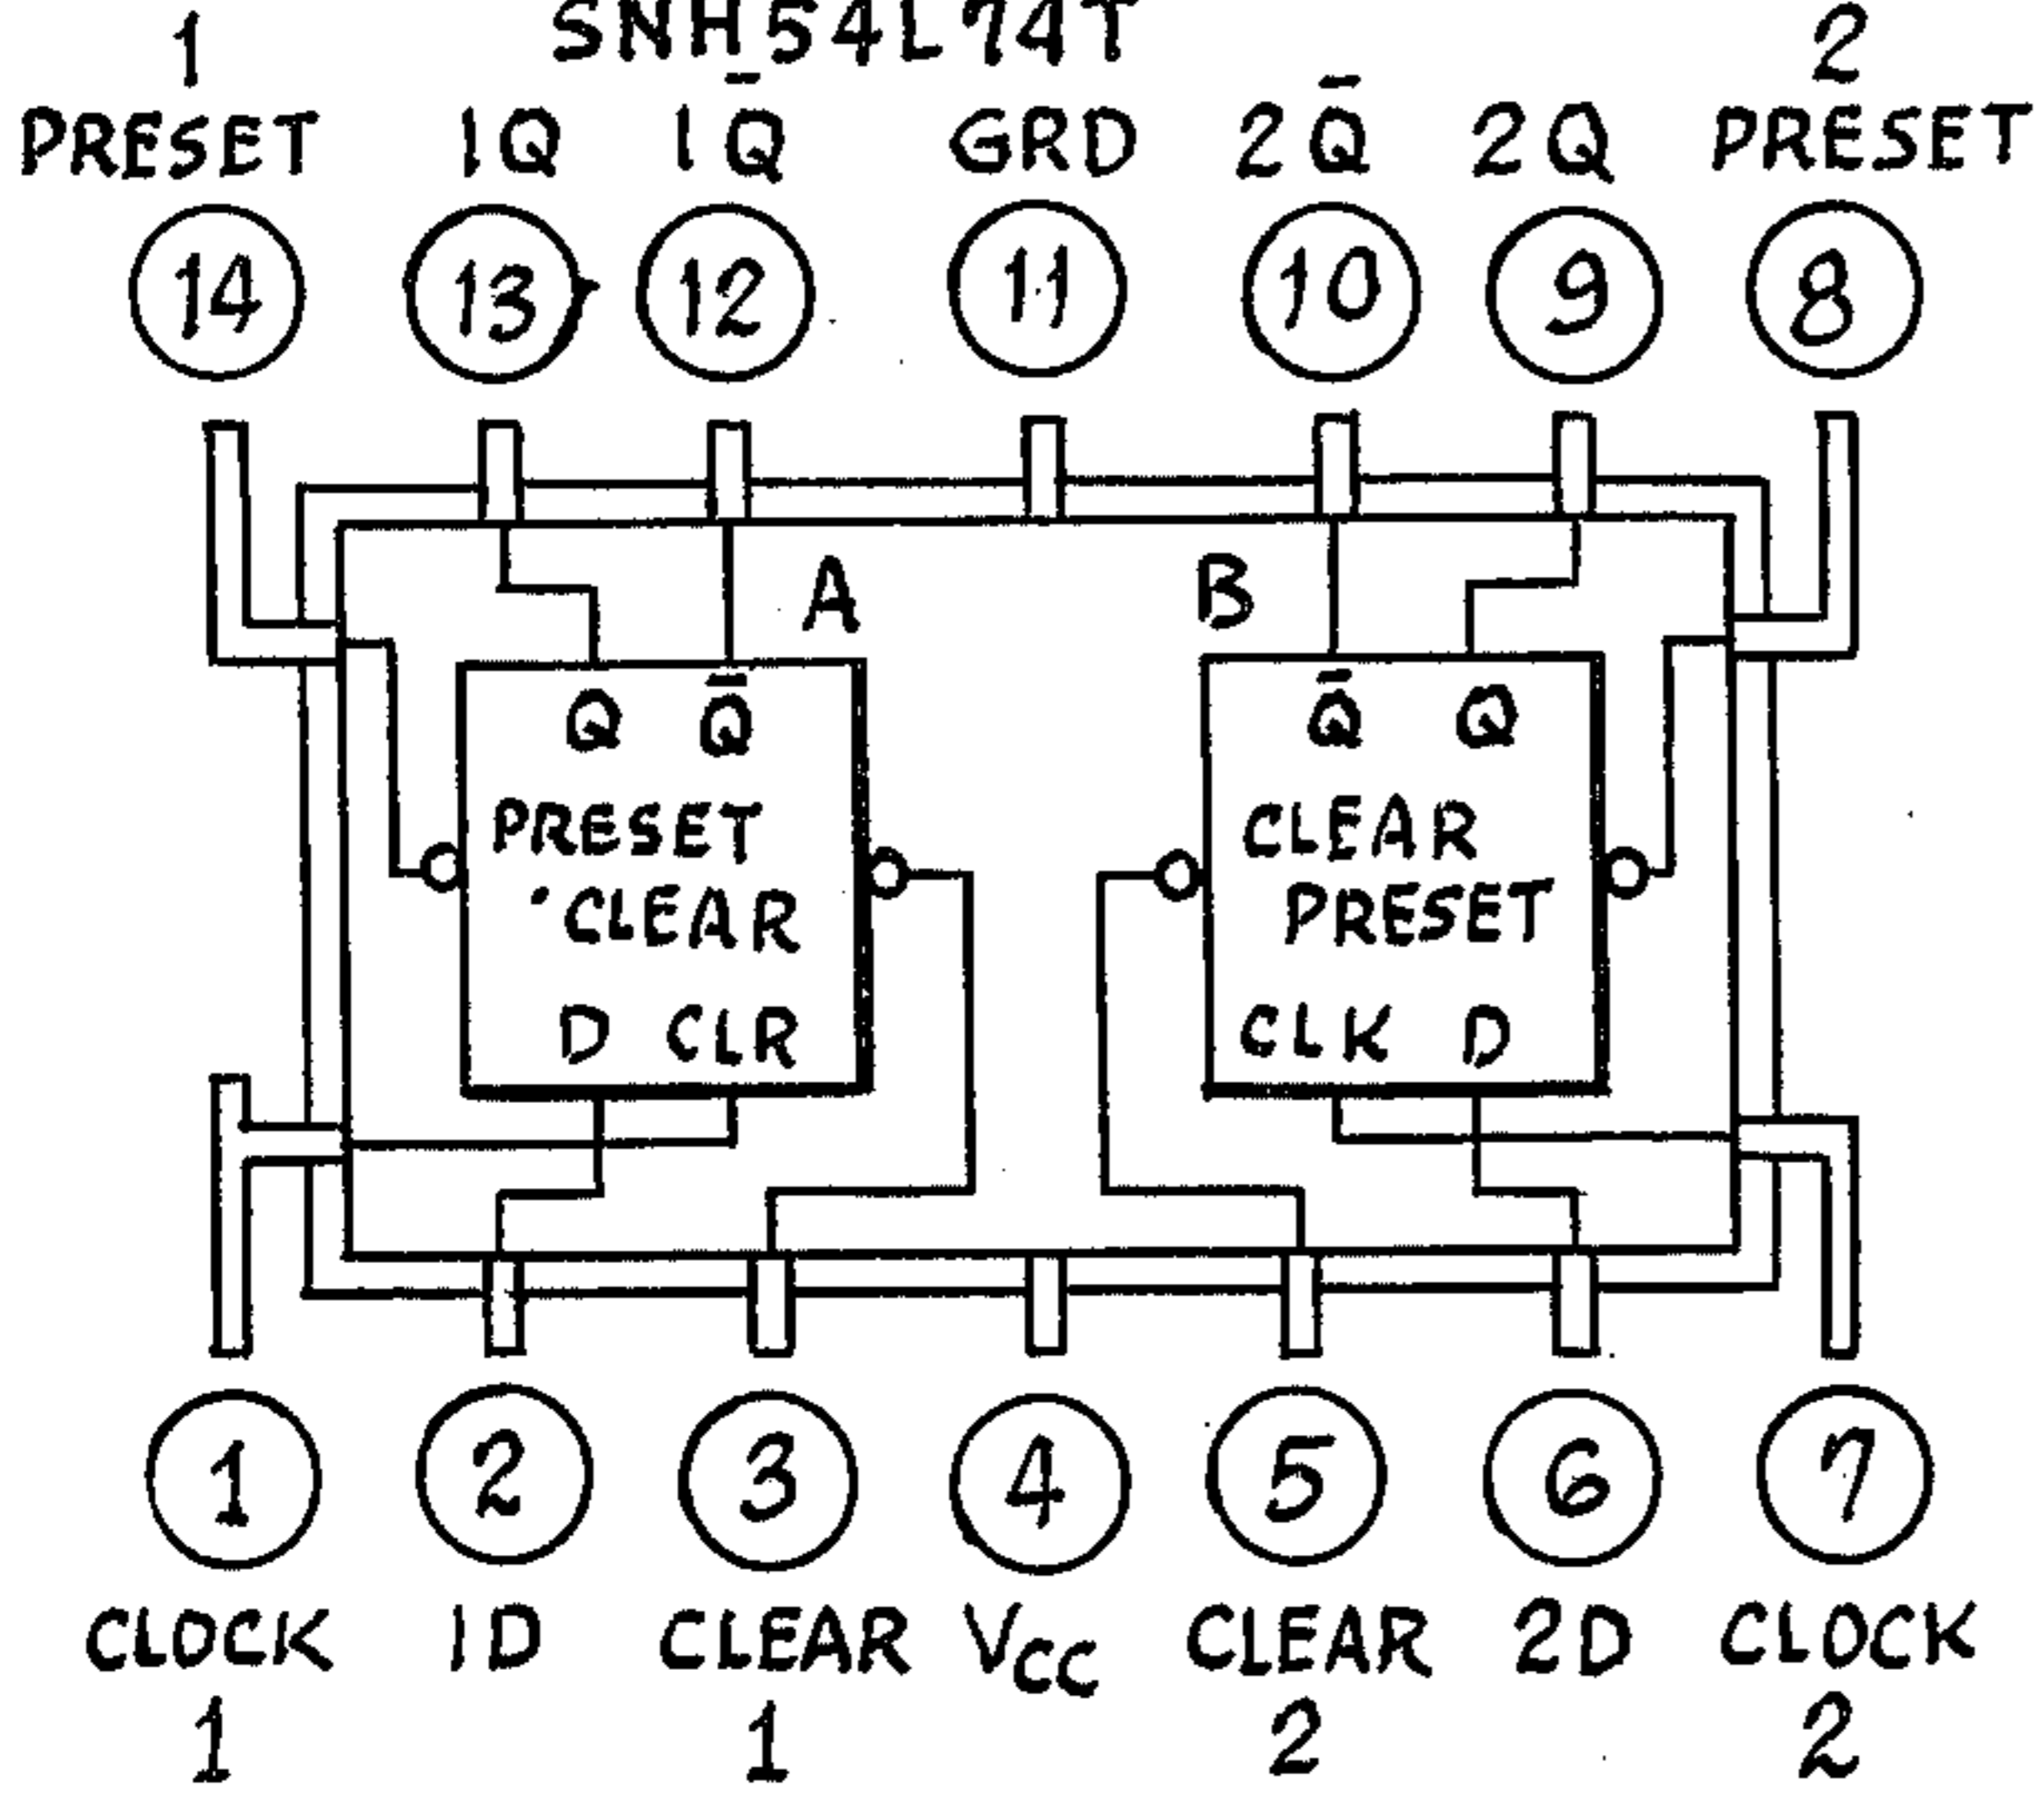 SNH54L74T
1 2
PRESET 1Q 1Q̄ GRD 2Q̄ 2Q PRESET
14 13 12 11 10 9 8
A B
Q Q̄ Q̄ Q
PRESET CLEAR
CLEAR PRESET
D CLR CLK D
1 2 3 4 5 6 7
CLOCK 1D CLEAR VCC CLEAR 2D CLOCK
1 1 2 2